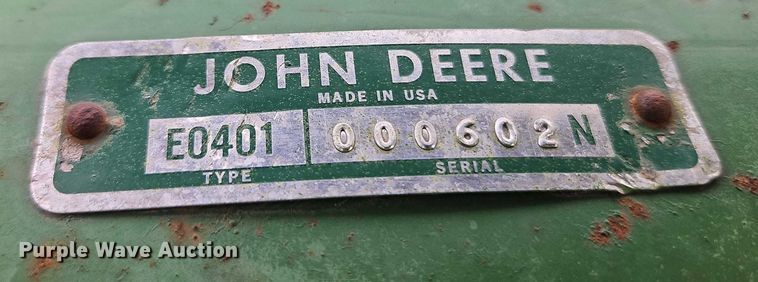 JOHN DEERE
MADE IN USA
E0401 000602N
TYPE SERIAL
Purple Wave Auction